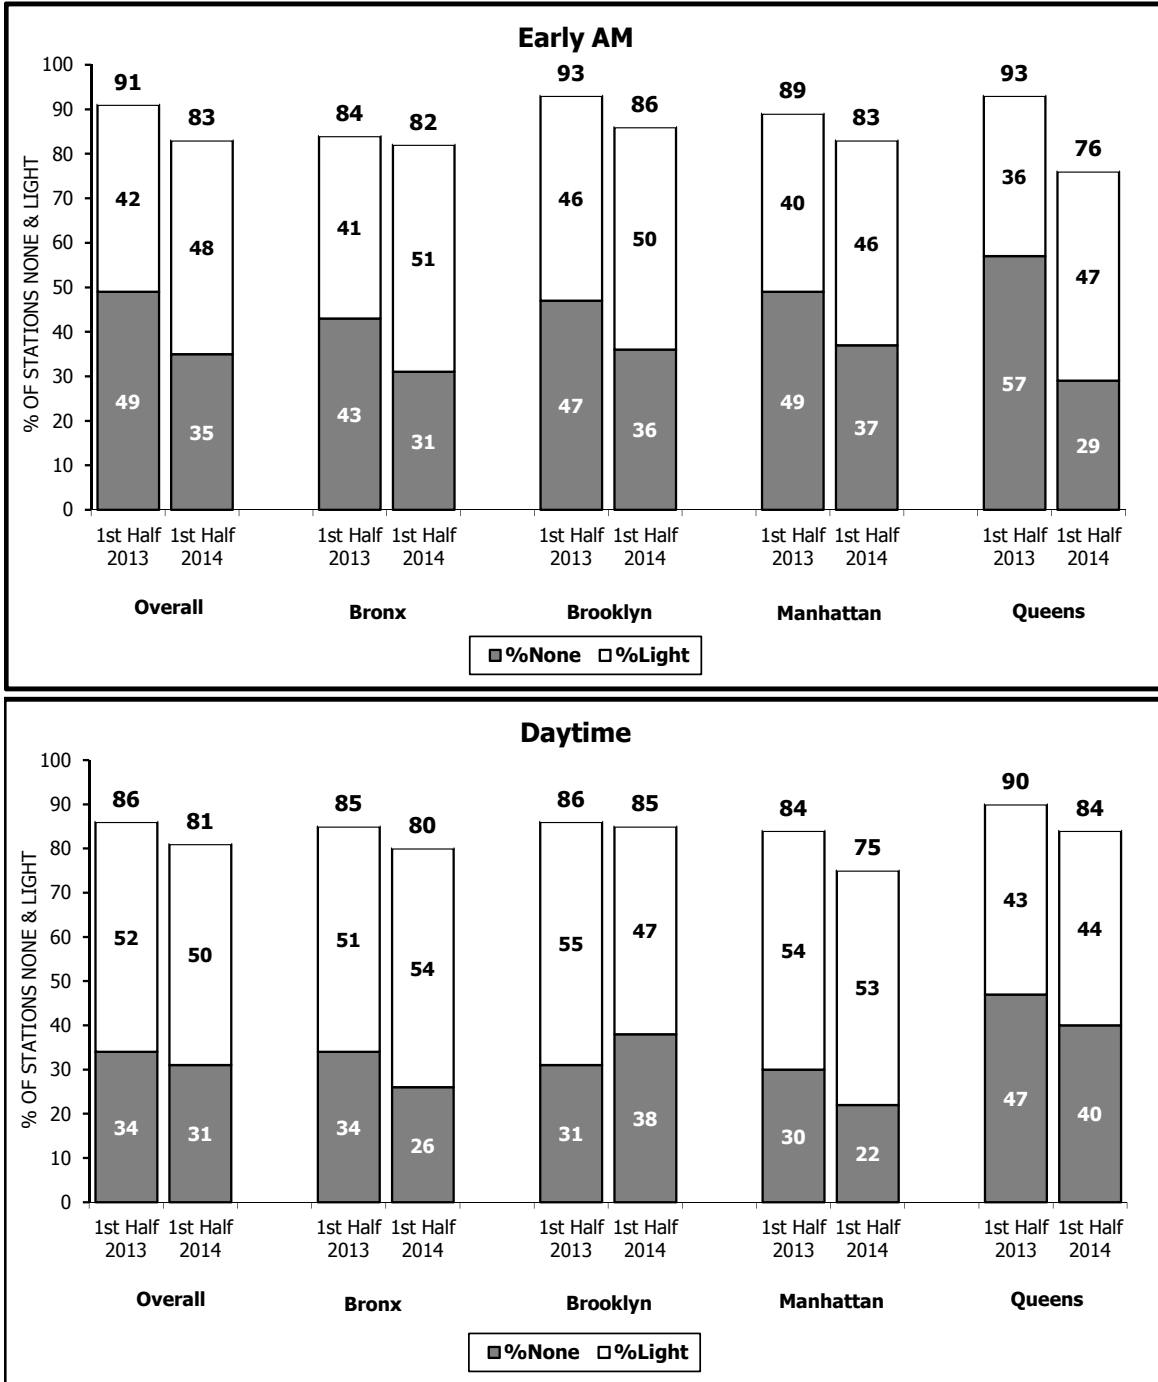 Early AM
% OF STATIONS NONE & LIGHT
100
90
80
70
60
50
40
30
20
10
0
91 83 84 82 93 86 89 83 93 76
42 48 41 51 46 50 40 46 36 47
49 35 43 31 47 36 49 37 57 29
1st Half 1st Half 1st Half 1st Half 1st Half 1st Half 1st Half 1st Half 1st Half 1st Half
2013 2014 2013 2014 2013 2014 2013 2014 2013 2014
Overall Bronx Brooklyn Manhattan Queens
%None %Light
Daytime
% OF STATIONS NONE & LIGHT
100
90
80
70
60
50
40
30
20
10
0
86 81 85 80 86 85 84 75 90 84
52 50 51 54 55 47 54 53 43 44
34 31 34 26 31 38 30 22 47 40
1st Half 1st Half 1st Half 1st Half 1st Half 1st Half 1st Half 1st Half 1st Half 1st Half
2013 2014 2013 2014 2013 2014 2013 2014 2013 2014
Overall Bronx Brooklyn Manhattan Queens
%None %Light